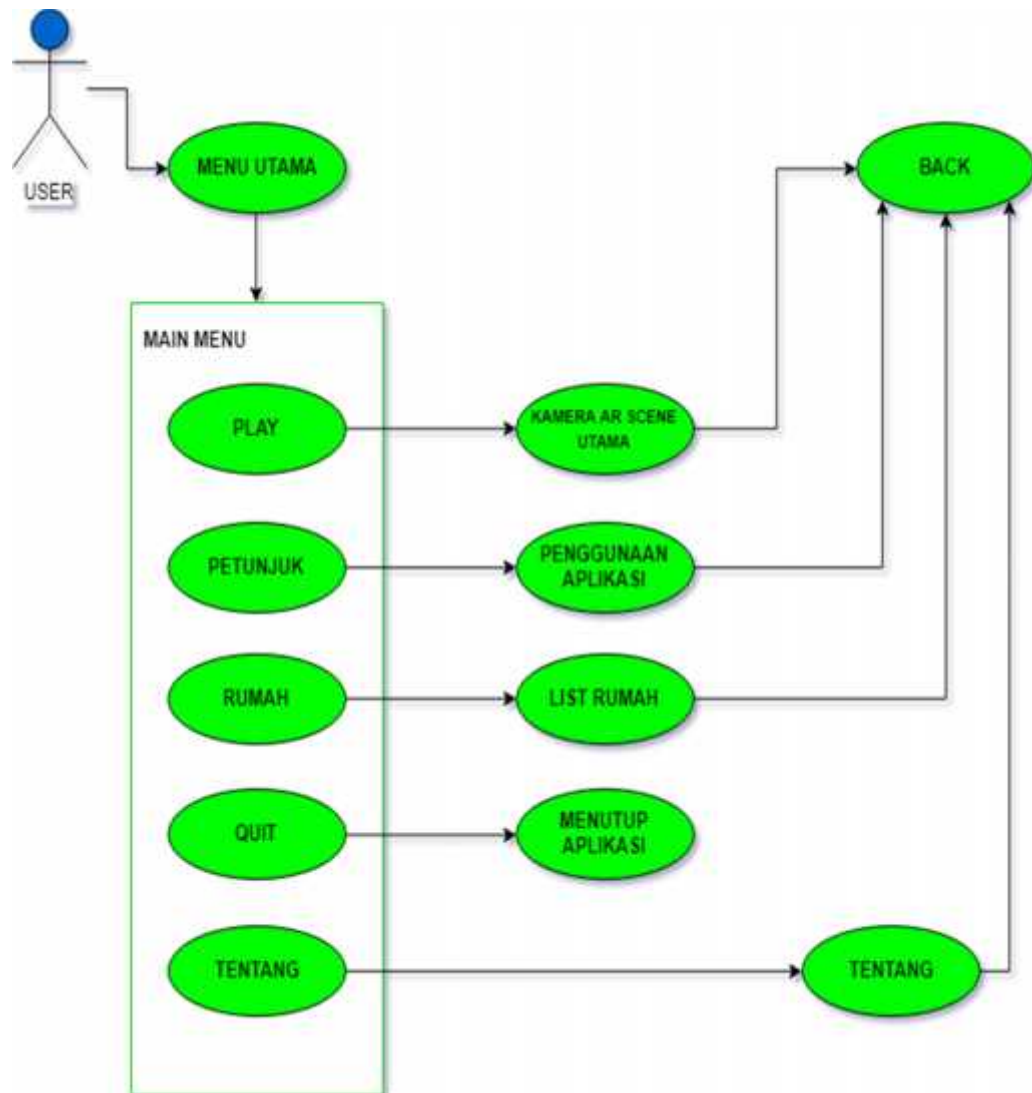 USER
MENU UTAMA
BACK
MAIN MENU
PLAY
KAMERA AR SCENE
UTAMA
PETUNJUK
PENGGUNAAN
APLIKASI
RUMAH
LIST RUMAH
QUIT
MENUTUP
APLIKASI
TENTANG
TENTANG